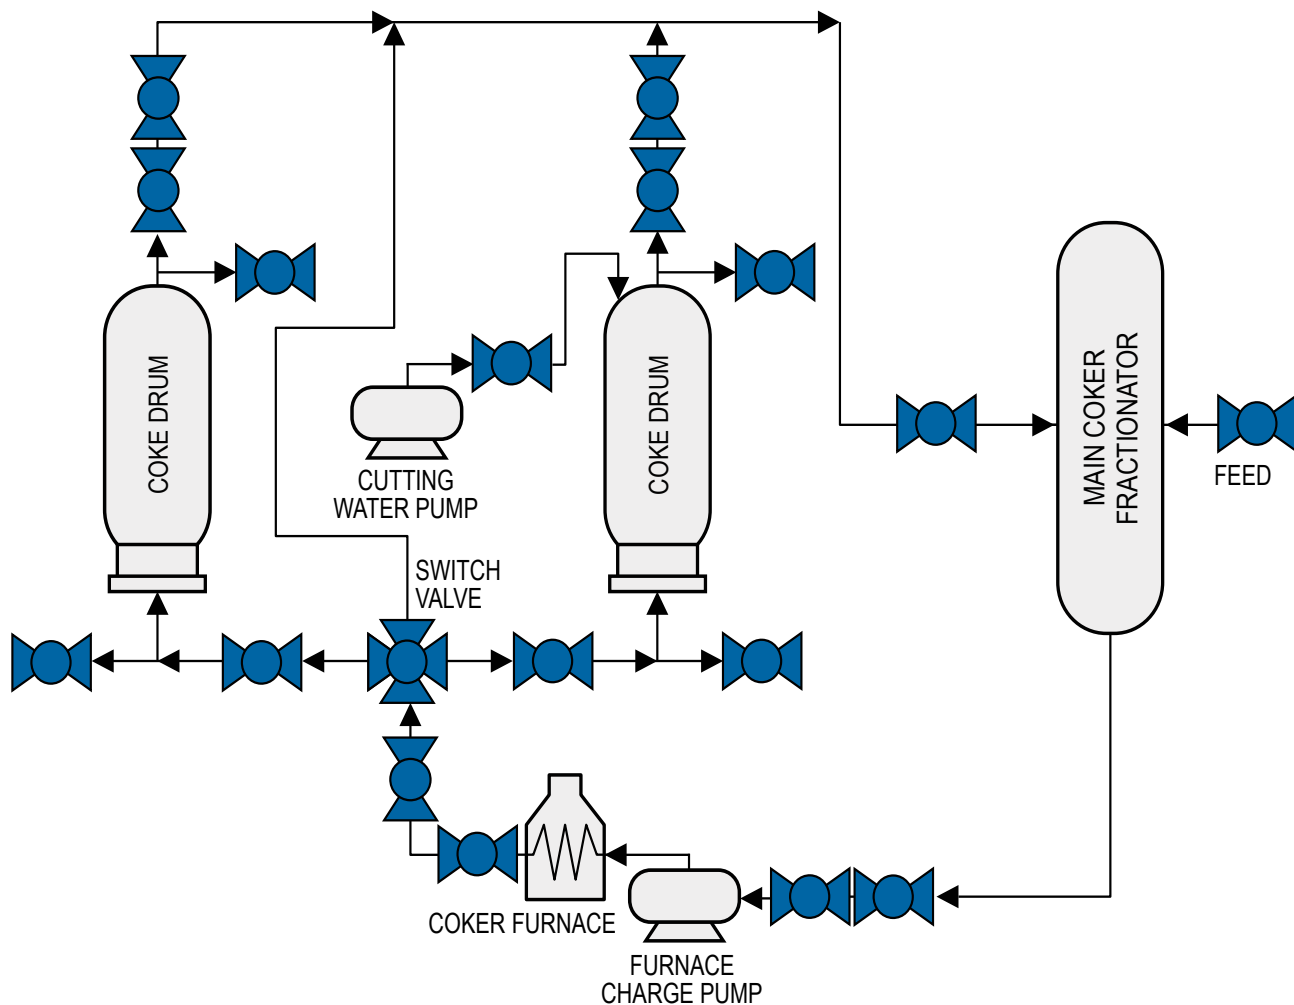 COKE DRUM
CUTTING
WATER PUMP
COKE DRUM
MAIN COKER
FRACTIONATOR
FEED
SWITCH
VALVE
COKER FURNACE
FURNACE
CHARGE PUMP